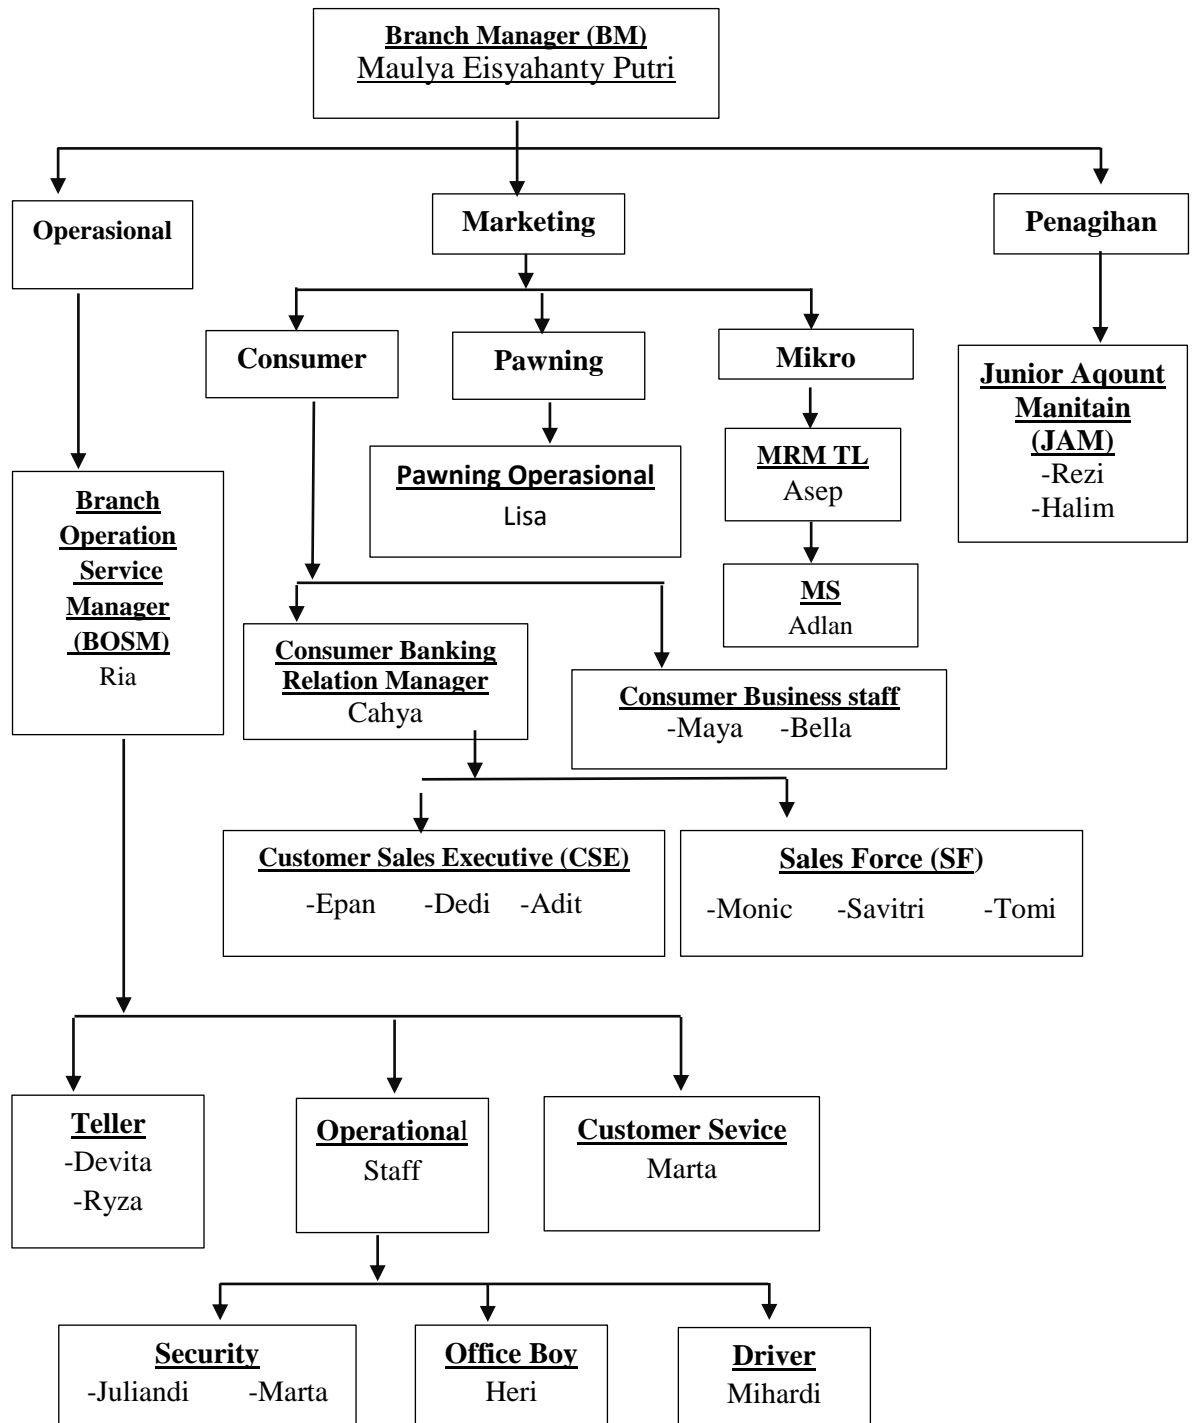 Branch Manager (BM)
Maulya Eisyahanty Putri
Operasional
Marketing
Penagihan
Consumer
Pawning
Mikro
Junior Aqount
Manitain
(JAM)
-Rezi
-Halim
Pawning Operasional
Lisa
MRM TL
Asep
Branch
Operation
Service
Manager
(BOSM)
Ria
MS
Adlan
Consumer Banking
Relation Manager
Cahya
Consumer Business staff
-Maya -Bella
Customer Sales Executive (CSE)
-Epan -Dedi -Adit
Sales Force (SF)
-Monic -Savitri -Tomi
Teller
-Devita
-Ryza
Operational
Staff
Customer Sevice
Marta
Security
-Juliandi -Marta
Office Boy
Heri
Driver
Mihardi